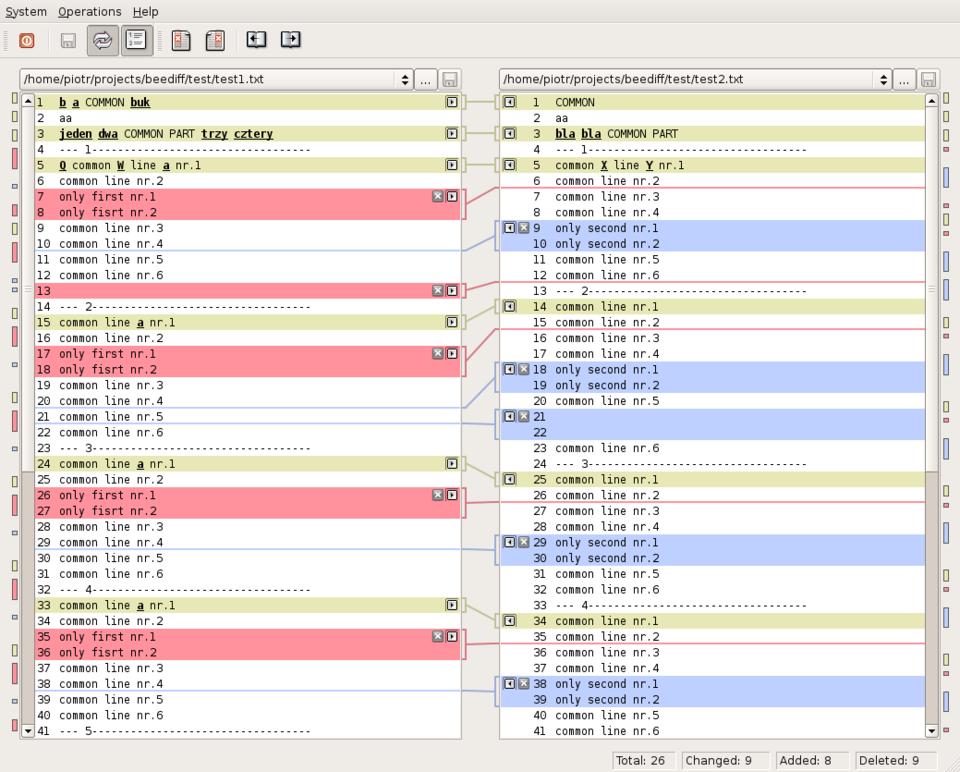 System Operations Help
/home/piotr/projects/beediff/test/test1.txt ...
1 b a COMMON buk
2 aa
3 jeden dwa COMMON PART trzy cztery
4 --- 1----------------------------------
5 Q common W line a nr.1
6 common line nr.2
7 only first nr.1
8 only fisrt nr.2
9 common line nr.3
10 common line nr.4
11 common line nr.5
12 common line nr.6
13
14 --- 2----------------------------------
15 common line a nr.1
16 common line nr.2
17 only first nr.1
18 only fisrt nr.2
19 common line nr.3
20 common line nr.4
21 common line nr.5
22 common line nr.6
23 --- 3----------------------------------
24 common line a nr.1
25 common line nr.2
26 only first nr.1
27 only fisrt nr.2
28 common line nr.3
29 common line nr.4
30 common line nr.5
31 common line nr.6
32 --- 4----------------------------------
33 common line a nr.1
34 common line nr.2
35 only first nr.1
36 only fisrt nr.2
37 common line nr.3
38 common line nr.4
39 common line nr.5
40 common line nr.6
41 --- 5----------------------------------
/home/piotr/projects/beediff/test/test2.txt ...
1 COMMON
2 aa
3 bla bla COMMON PART
4 --- 1----------------------------------
5 common X line Y nr.1
6 common line nr.2
7 common line nr.3
8 common line nr.4
9 only second nr.1
10 only second nr.2
11 common line nr.5
12 common line nr.6
13 --- 2----------------------------------
14 common line nr.1
15 common line nr.2
16 common line nr.3
17 common line nr.4
18 only second nr.1
19 only second nr.2
20 common line nr.5
21
22
23 common line nr.6
24 --- 3----------------------------------
25 common line nr.1
26 common line nr.2
27 common line nr.3
28 common line nr.4
29 only second nr.1
30 only second nr.2
31 common line nr.5
32 common line nr.6
33 --- 4----------------------------------
34 common line nr.1
35 common line nr.2
36 common line nr.3
37 common line nr.4
38 only second nr.1
39 only second nr.2
40 common line nr.5
41 common line nr.6
Total: 26 Changed: 9 Added: 8 Deleted: 9